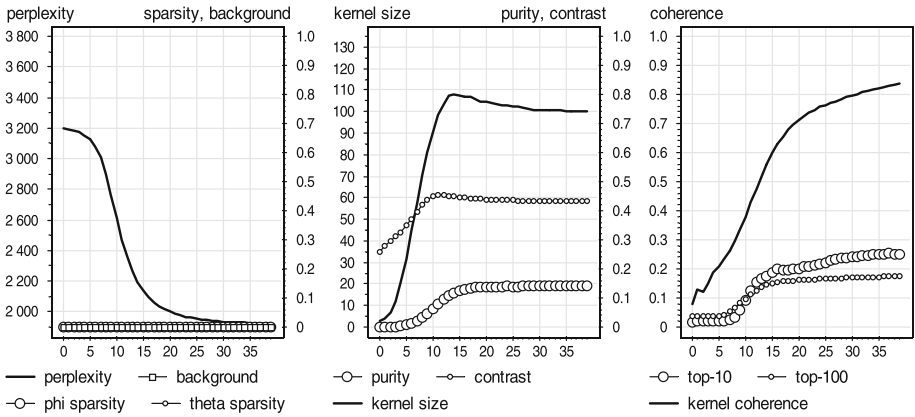 perplexity sparsity, background kernel size purity, contrast coherence
3 800 1.0 1.0 1.0
3 600 0.9 130 0.9 0.9
3 400 0.8 120 0.8 0.8
3 200 0.7 110 0.7 0.7
3 000 0.6 100 0.6 0.6
2 800 0.5 90 0.5 0.5
2 600 0.4 80 0.4 0.4
2 400 0.3 70 0.3 0.3
2 200 0.2 60 0.2 0.2
2 000 0.1 50 0.1 0.1
0 40 0 0
30
20
10
0
0 5 10 15 20 25 30 35 0 5 10 15 20 25 30 35 0 5 10 15 20 25 30 35
perplexity background purity contrast top-10 top-100
phi sparsity theta sparsity kernel size kernel coherence